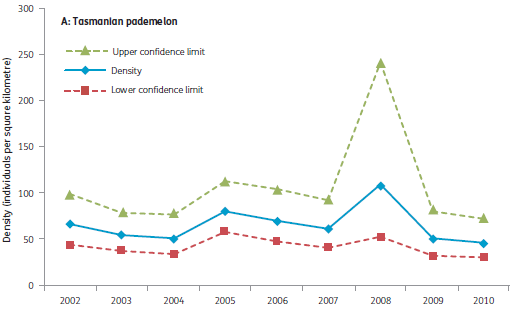 A: Tasmanian pademelon
Upper confidence limit
Density
Lower confidence limit
Density (individuals per square kilometre)
300
250
200
150
100
50
0
2002 2003 2004 2005 2006 2007 2008 2009 2010